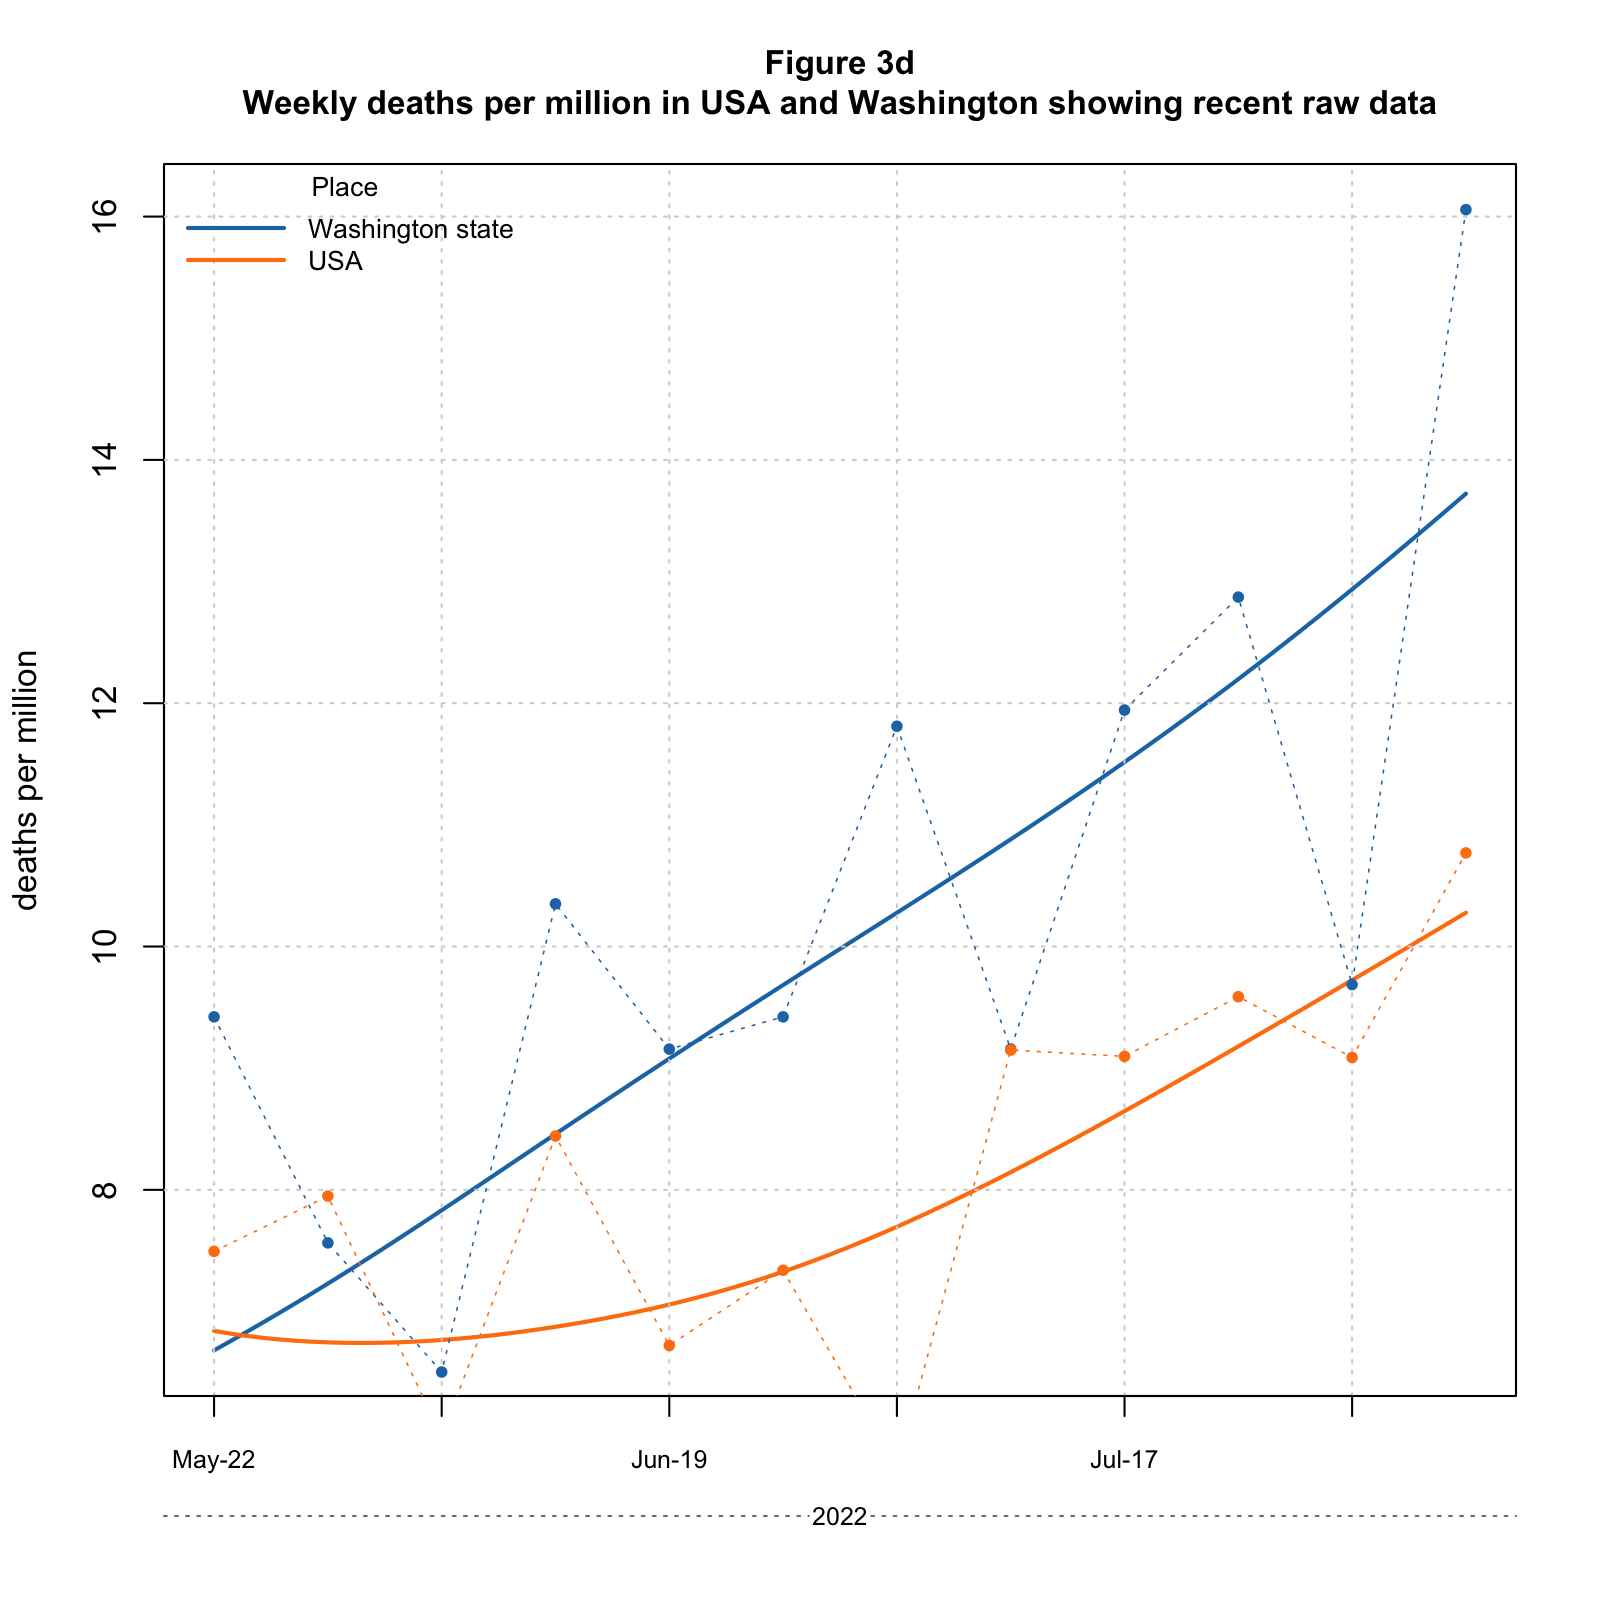 Figure 3d
Weekly deaths per million in USA and Washington showing recent raw data
Place
Washington state
USA
deaths per million
16
14
12
10
8
May-22
Jun-19
Jul-17
2022